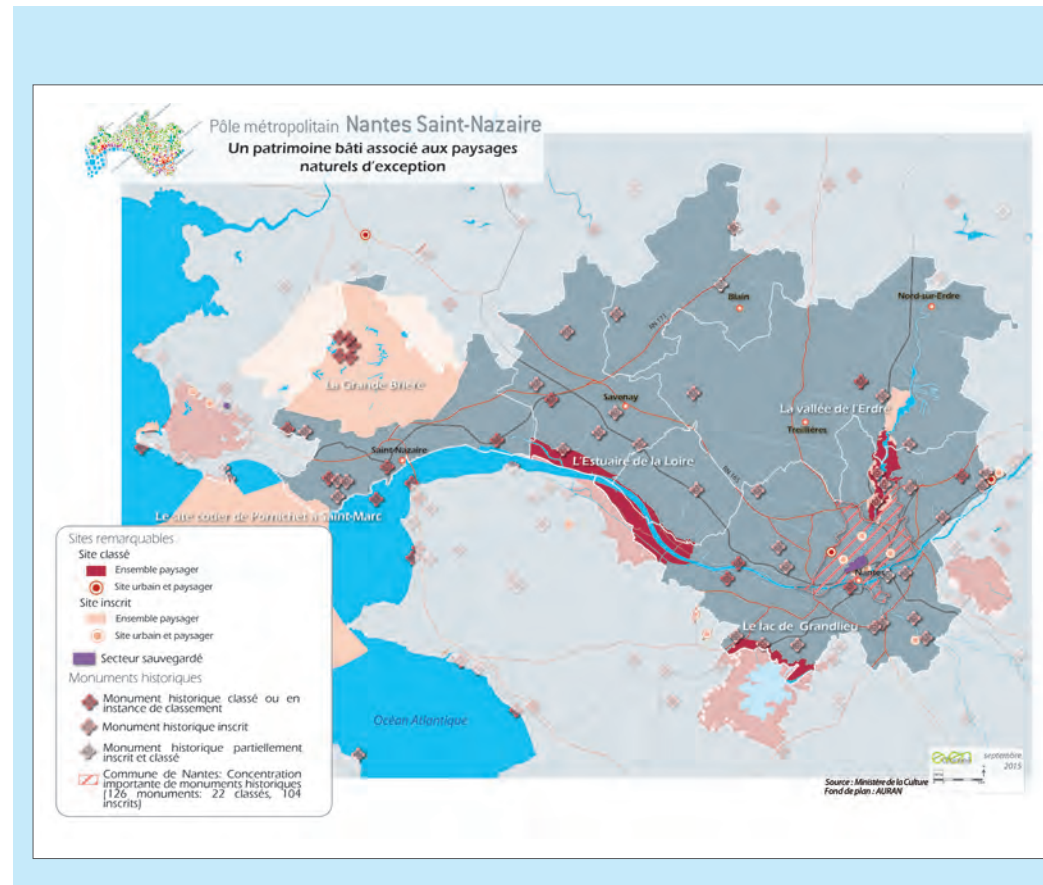 Pôle métropolitain Nantes Saint-Nazaire
Un patrimoine bâti associé aux paysages
naturels d'exception
Blain
Nord-sur-Erdre
RN 171
La Grande Brière
Savenay
La vallée de l'Erdre
Treillières
Saint-Nazaire
L'Estuaire de la Loire
RN 165
Le site côtier de Pornichet à Saint-Marc
Nantes
Le lac de Grandlieu
Océan Atlantique
Sites remarquables
Site classé
Ensemble paysager
Site urbain et paysager
Site inscrit
Ensemble paysager
Site urbain et paysager
Secteur sauvegardé
Monuments historiques
Monument historique classé ou en
instance de classement
Monument historique inscrit
Monument historique partiellement
inscrit et classé
Commune de Nantes: Concentration
importante de monuments historiques
(126 monuments: 22 classés, 104
inscrits)
septembre
2015
Source : Ministère de la Culture
Fond de plan : AURAN